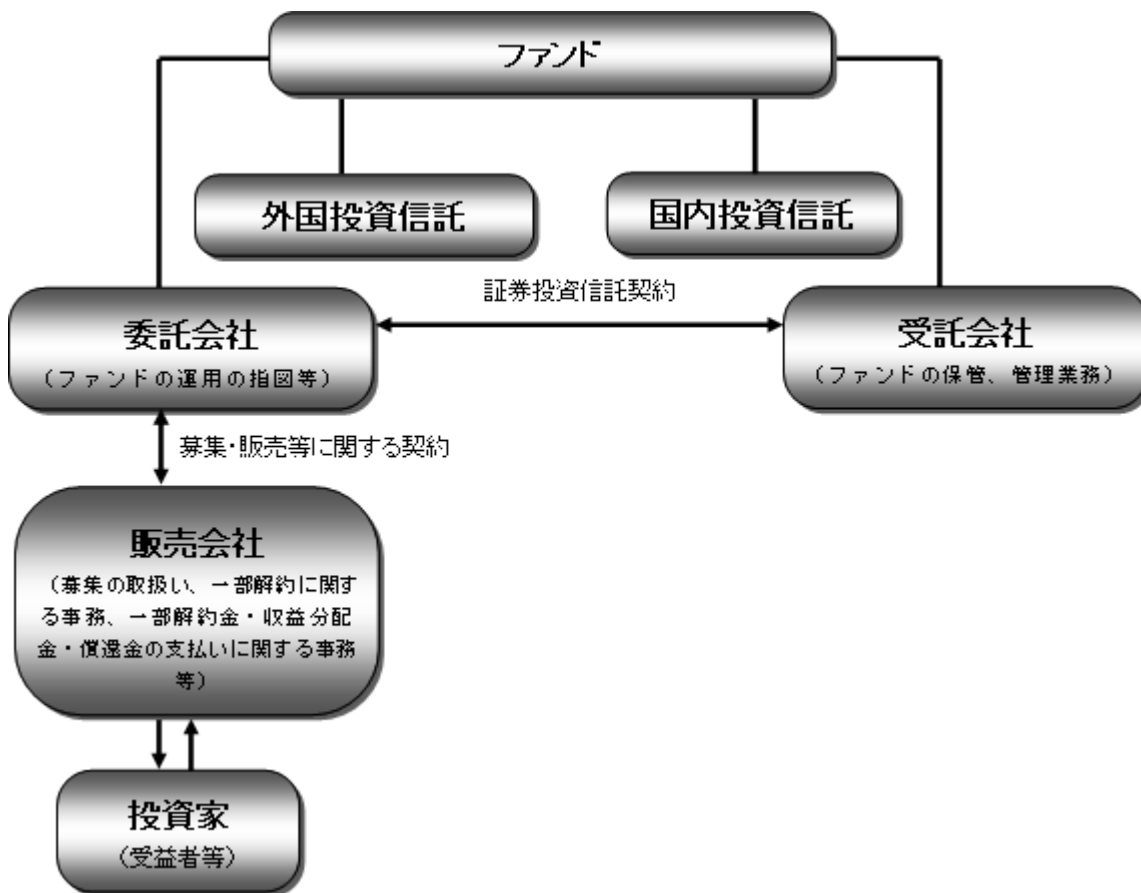 ファンド
外国投資信託
国内投資信託
証券投資信託契約
委託会社
（ファンドの運用の指図等）
受託会社
（ファンドの保管、管理業務）
募集・販売等に関する契約
販売会社
（募集の取扱い、一部解約に関す
る事務、一部解約金・収益分配
金・償還金の支払いに関する事務
等）
投資家
（受益者等）